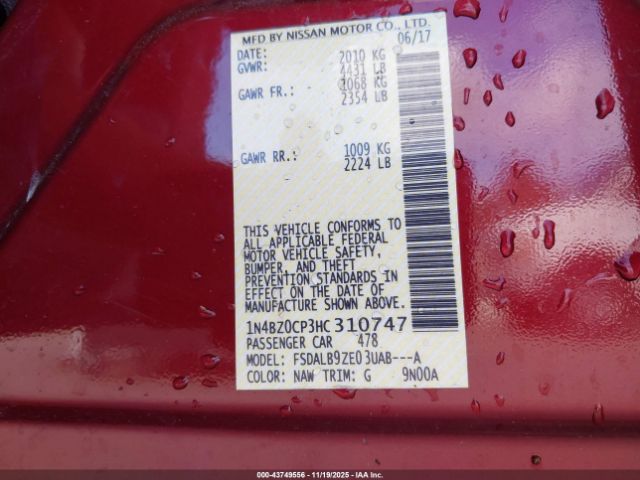 MFD BY NISSAN MOTOR CO., LTD.
DATE: 06/17
GVWR: 2010 KG
4431 LB
GAWR FR.: 1068 KG
2354 LB
GAWR RR.: 1009 KG
2224 LB
THIS VEHICLE CONFORMS TO
ALL APPLICABLE FEDERAL
MOTOR VEHICLE SAFETY,
BUMPER, AND THEFT
PREVENTION STANDARDS IN
EFFECT ON THE DATE OF
MANUFACTURE SHOWN ABOVE.
1N4BZ0CP3HC310747
PASSENGER CAR 478
MODEL: FSDALB9ZE03UAB---A
COLOR: NAW TRIM: G 9N00A
00-43749556 - 11/19/2025 - IAA Inc.